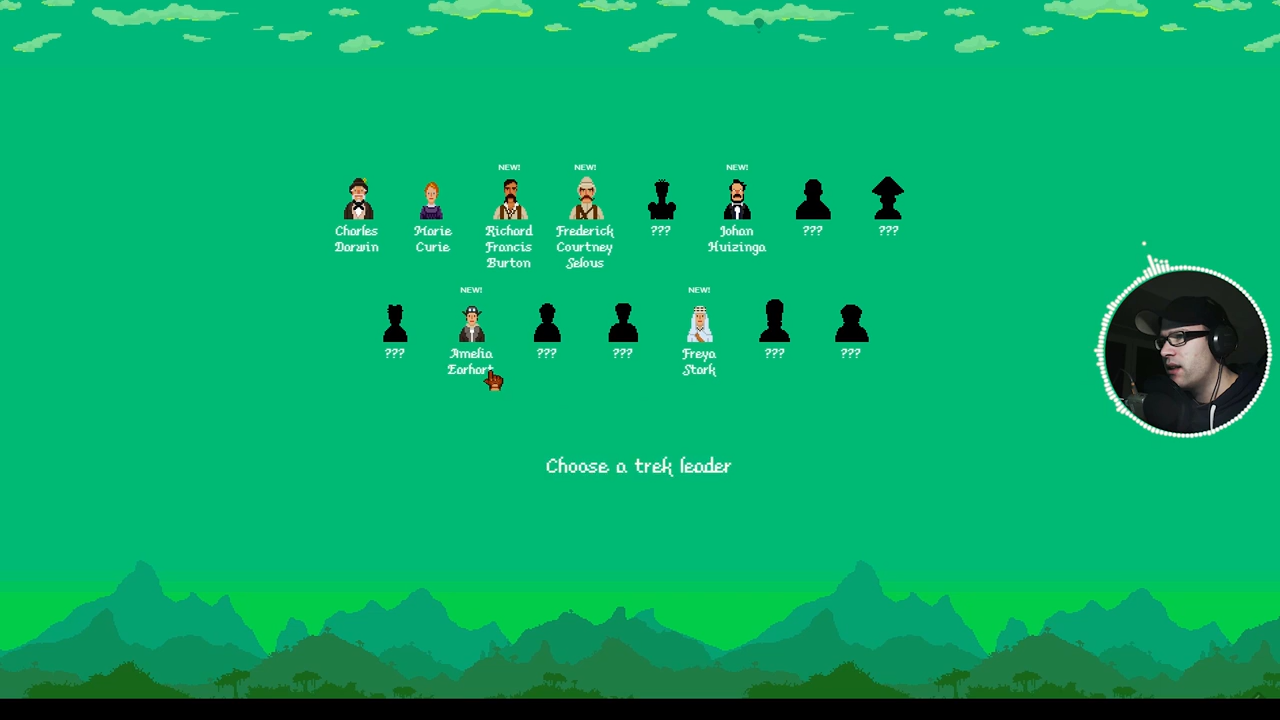 NEW! NEW! NEW!
Charles Marie Richard Frederick ??? Johan ??? ???
Darwin Curie Francis Courtney Huizinga
Burton Selous
NEW! NEW!
??? Amelia ??? ??? Freya ??? ???
Earhart Stark
Choose a trek leader